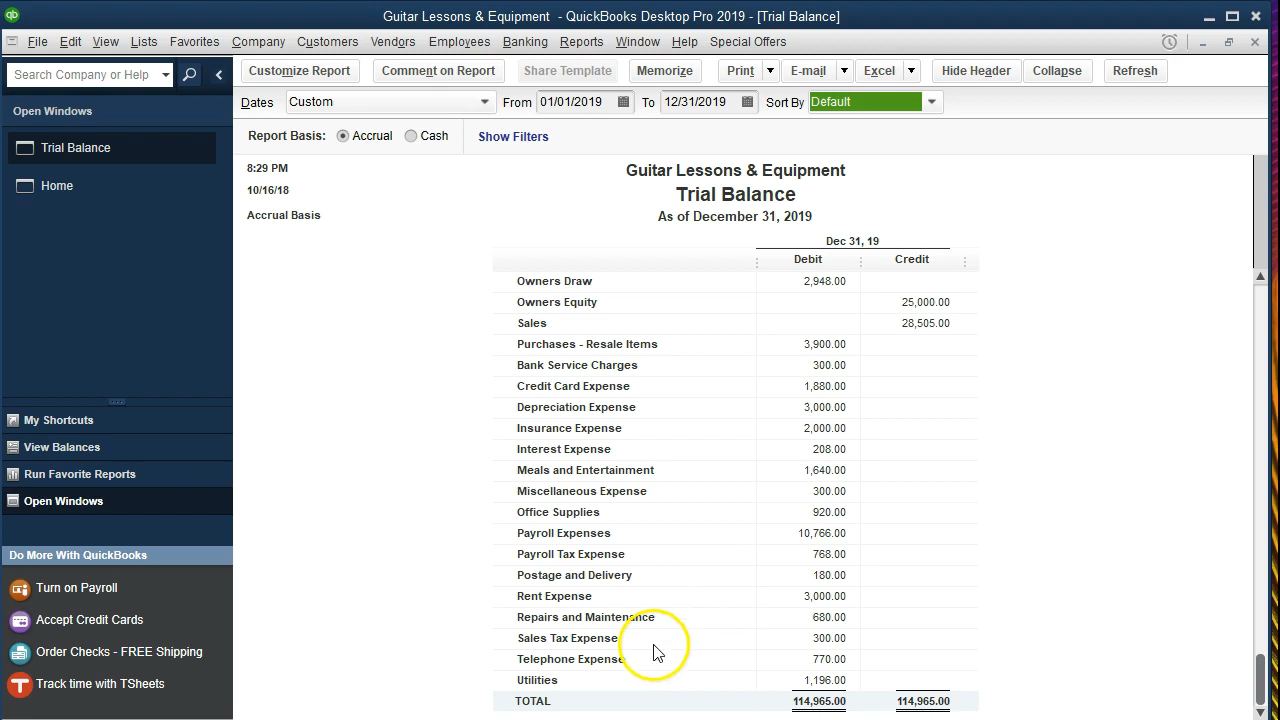 Guitar Lessons & Equipment - QuickBooks Desktop Pro 2019 - [Trial Balance]
File Edit View Lists Favorites Company Customers Vendors Employees Banking Reports Window Help Special Offers
Search Company or Help
Customize Report Comment on Report Share Template Memorize Print E-mail Excel Hide Header Collapse Refresh
Open Windows
Dates Custom From 01/01/2019 To 12/31/2019 Sort By Default
Report Basis: Accrual Cash Show Filters
Trial Balance
Home
8:29 PM
10/16/18
Accrual Basis
Guitar Lessons & Equipment
Trial Balance
As of December 31, 2019
Dec 31, 19
Debit Credit
Owners Draw 2,948.00
Owners Equity 25,000.00
Sales 28,505.00
Purchases - Resale Items 3,900.00
Bank Service Charges 300.00
Credit Card Expense 1,880.00
Depreciation Expense 3,000.00
Insurance Expense 2,000.00
Interest Expense 208.00
Meals and Entertainment 1,640.00
Miscellaneous Expense 300.00
Office Supplies 920.00
Payroll Expenses 10,766.00
Payroll Tax Expense 768.00
Postage and Delivery 180.00
Rent Expense 3,000.00
Repairs and Maintenance 680.00
Sales Tax Expense 300.00
Telephone Expense 770.00
Utilities 1,196.00
TOTAL 114,965.00 114,965.00
My Shortcuts
View Balances
Run Favorite Reports
Open Windows
Do More With QuickBooks
Turn on Payroll
Accept Credit Cards
Order Checks - FREE Shipping
Track time with TSheets